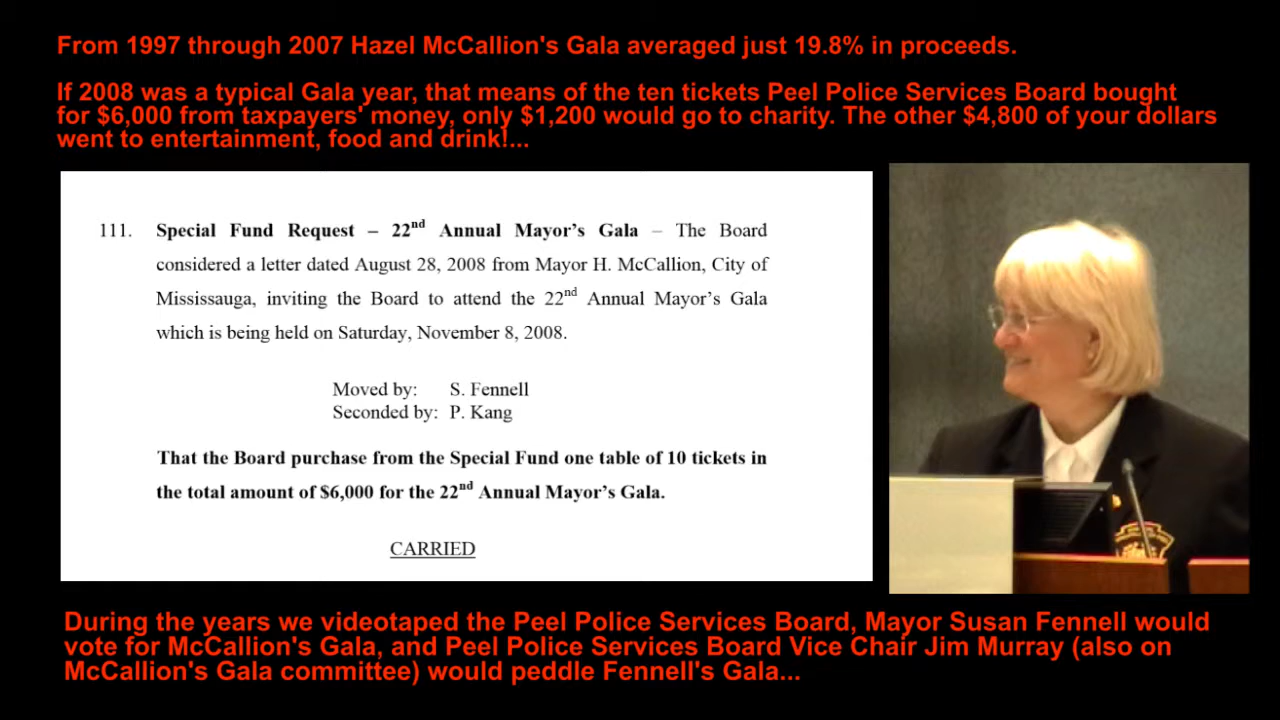 From 1997 through 2007 Hazel McCallion's Gala averaged just 19.8% in proceeds.
If 2008 was a typical Gala year, that means of the ten tickets Peel Police Services Board bought
for $6,000 from taxpayers' money, only $1,200 would go to charity. The other $4,800 of your dollars
went to entertainment, food and drink!...
111. Special Fund Request – 22nd Annual Mayor's Gala – The Board
considered a letter dated August 28, 2008 from Mayor H. McCallion, City of
Mississauga, inviting the Board to attend the 22nd Annual Mayor's Gala
which is being held on Saturday, November 8, 2008.
Moved by: S. Fennell
Seconded by: P. Kang
That the Board purchase from the Special Fund one table of 10 tickets in
the total amount of $6,000 for the 22nd Annual Mayor's Gala.
CARRIED
During the years we videotaped the Peel Police Services Board, Mayor Susan Fennell would
vote for McCallion's Gala, and Peel Police Services Board Vice Chair Jim Murray (also on
McCallion's Gala committee) would peddle Fennell's Gala...